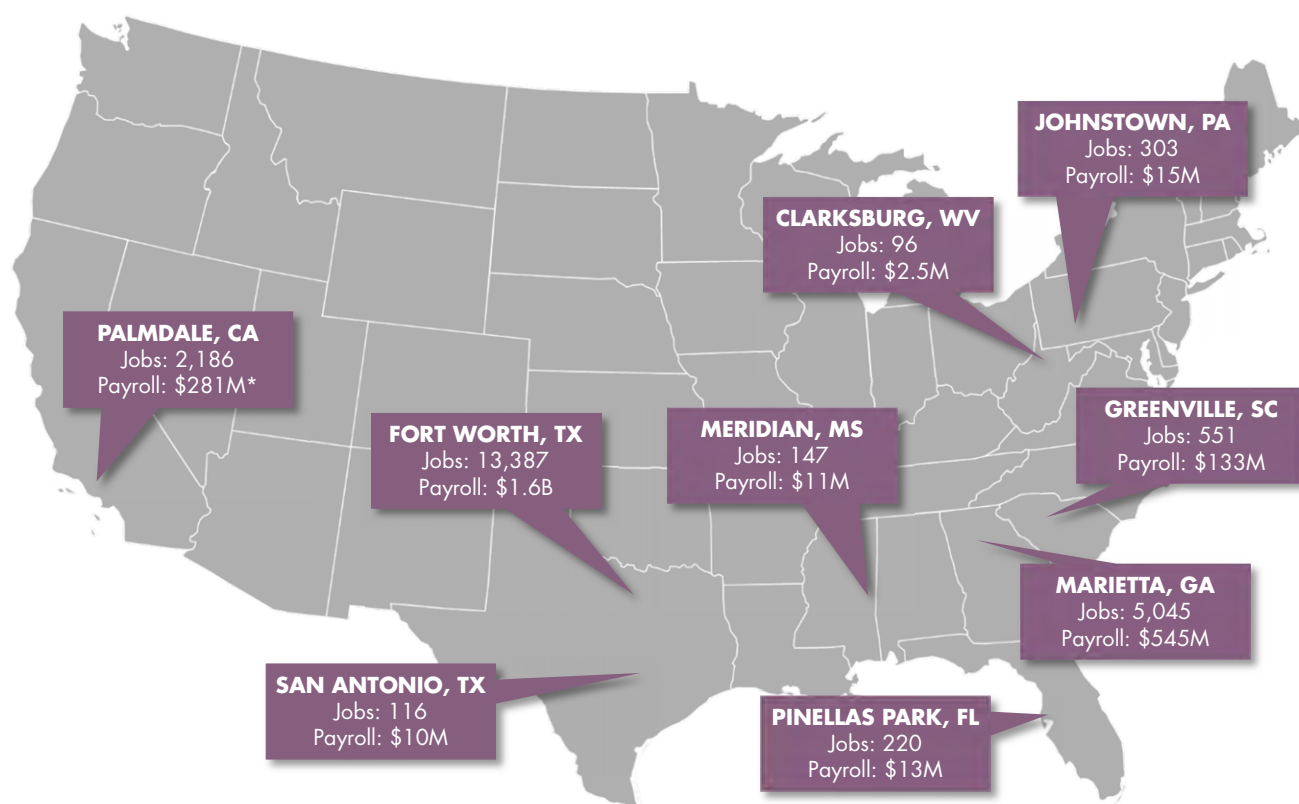 JOHNSTOWN, PA
Jobs: 303
Payroll: $15M
CLARKSBURG, WV
Jobs: 96
Payroll: $2.5M
PALMDALE, CA
Jobs: 2,186
Payroll: $281M*
FORT WORTH, TX
Jobs: 13,387
Payroll: $1.6B
MERIDIAN, MS
Jobs: 147
Payroll: $11M
GREENVILLE, SC
Jobs: 551
Payroll: $133M
MARIETTA, GA
Jobs: 5,045
Payroll: $545M
SAN ANTONIO, TX
Jobs: 116
Payroll: $10M
PINELLAS PARK, FL
Jobs: 220
Payroll: $13M